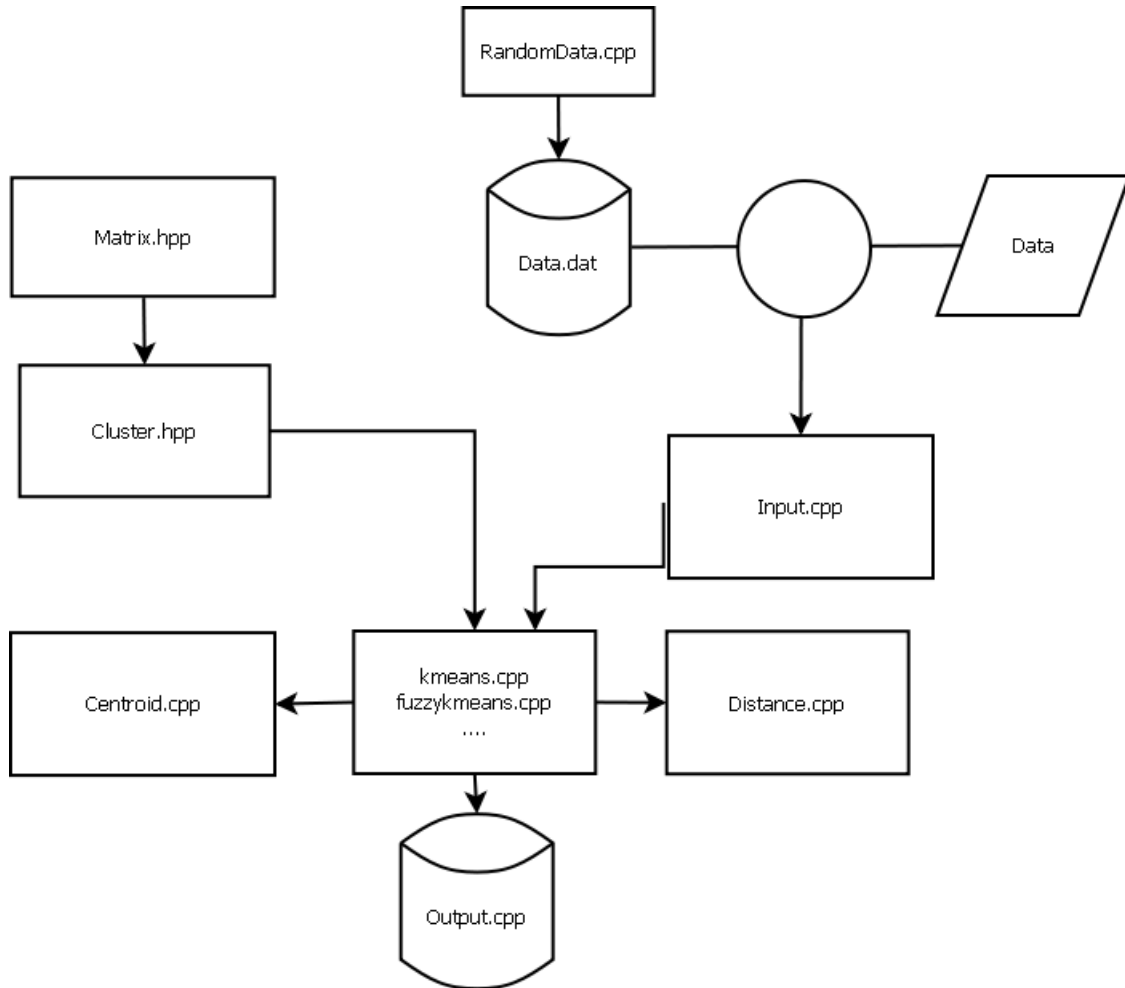 RandomData.cpp
Matrix.hpp
Data.dat
Data
Cluster.hpp
Input.cpp
Centroid.cpp
kmeans.cpp
fuzzykmeans.cpp
....
Distance.cpp
Output.cpp